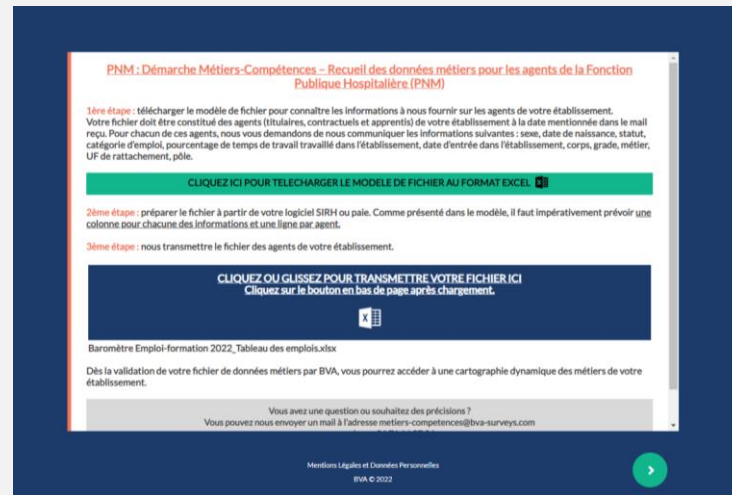 PNM : Démarche Métiers-Compétences – Recueil des données métiers pour les agents de la Fonction
Publique Hospitalière (PNM)
1ère étape : télécharger le modèle de fichier pour connaître les informations à nous fournir sur les agents de votre établissement.
Votre fichier doit être constitué des agents (titulaires, contractuels et apprentis) de votre établissement à la date mentionnée dans le mail
reçu. Pour chacun de ces agents, nous vous demandons de nous communiquer les informations suivantes : sexe, date de naissance, statut,
catégorie d'emploi, pourcentage de temps de travail travaillé dans l'établissement, date d'entrée dans l'établissement, corps, grade, métier,
UF de rattachement, pôle.
CLIQUEZ ICI POUR TELECHARGER LE MODELE DE FICHIER AU FORMAT EXCEL
2ème étape : préparer le fichier à partir de votre logiciel SIRH ou paie. Comme présenté dans le modèle, il faut impérativement prévoir une
colonne pour chacune des informations et une ligne par agent.
3ème étape : nous transmettre le fichier des agents de votre établissement.
CLIQUEZ OU GLISSEZ POUR TRANSMETTRE VOTRE FICHIER ICI
Cliquez sur le bouton en bas de page après chargement.
Baromètre Emploi-formation 2022_Tableau des emplois.xlsx
Dès la validation de votre fichier de données métiers par BVA, vous pourrez accéder à une cartographie dynamique des métiers de votre
établissement.
Vous avez une question ou souhaitez des précisions ?
Vous pouvez nous envoyer un mail à l'adresse metiers-competences@bva-surveys.com
Mentions Légales et Données Personnelles
BVA © 2022